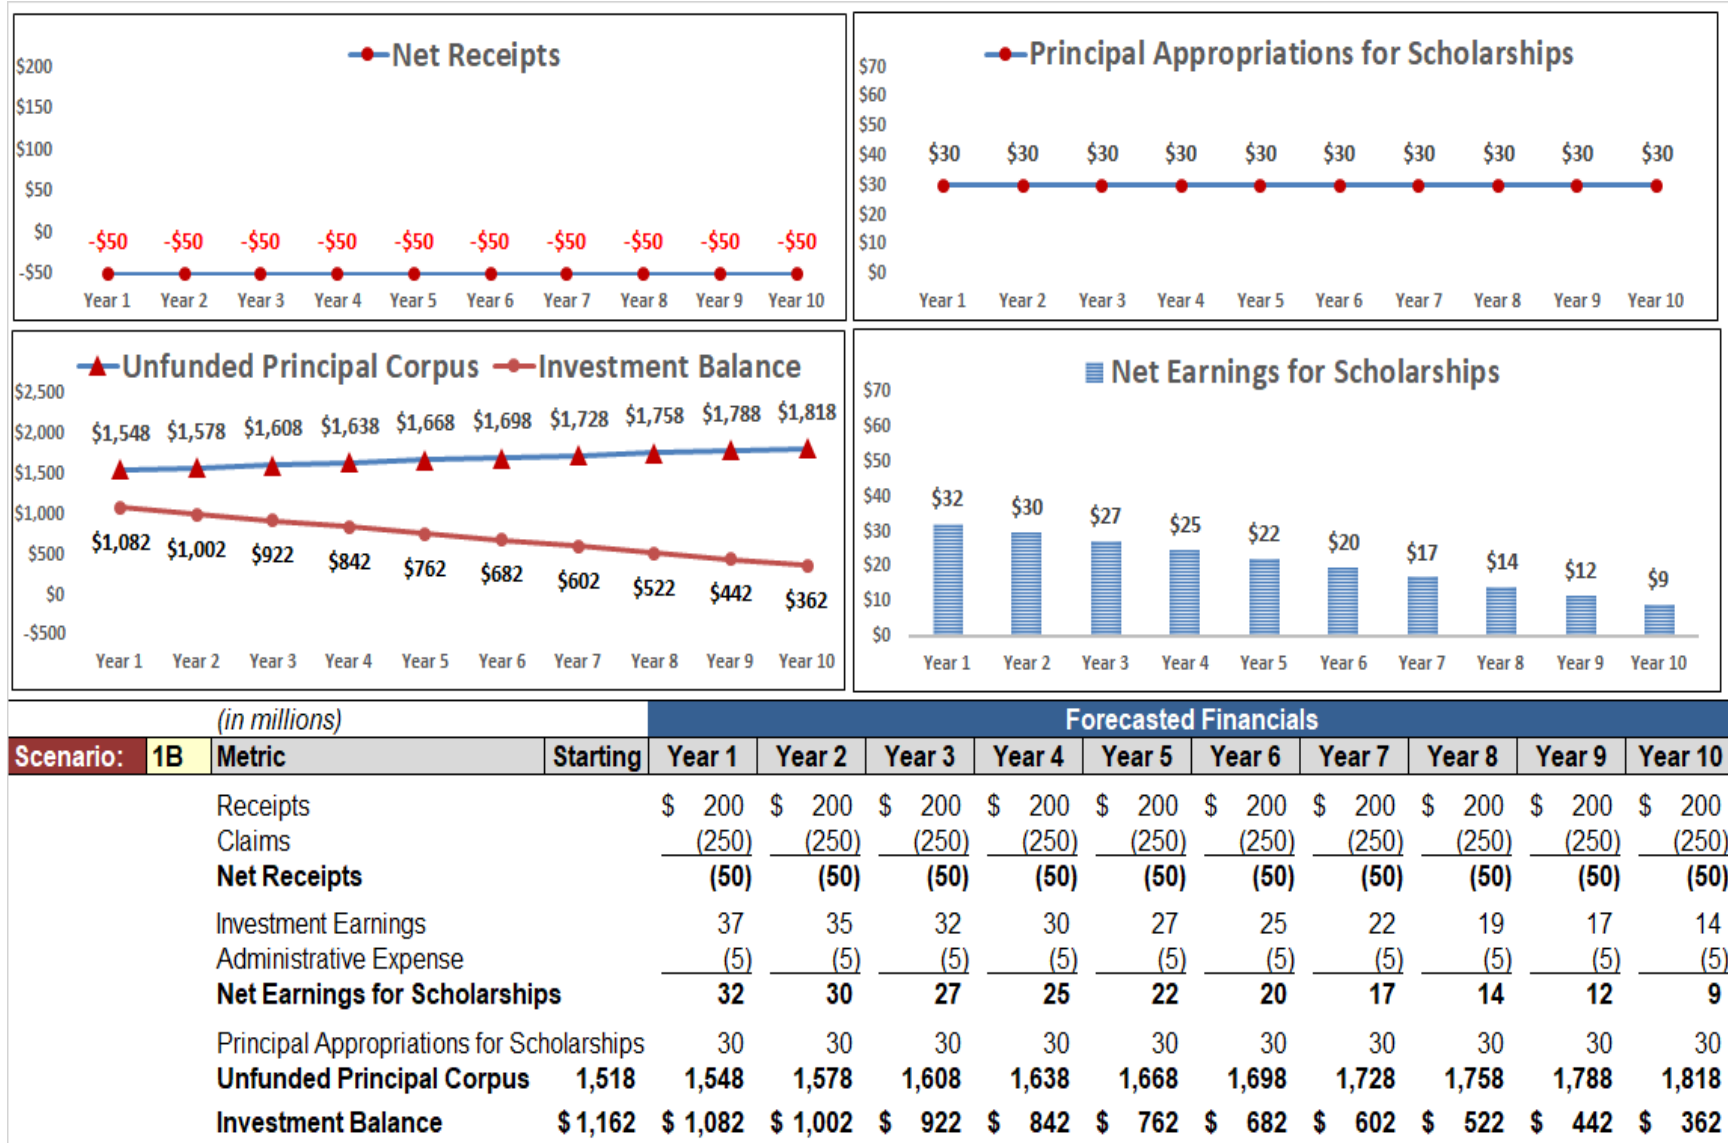 Net Receipts
$200
$150
$100
$50
$0
-$50
-$50 -$50 -$50 -$50 -$50 -$50 -$50 -$50 -$50 -$50
Year 1 Year 2 Year 3 Year 4 Year 5 Year 6 Year 7 Year 8 Year 9 Year 10
Principal Appropriations for Scholarships
$70
$60
$50
$40
$30
$20
$10
$0
$30 $30 $30 $30 $30 $30 $30 $30 $30 $30
Year 1 Year 2 Year 3 Year 4 Year 5 Year 6 Year 7 Year 8 Year 9 Year 10
Unfunded Principal Corpus Investment Balance
$2,500
$2,000
$1,500
$1,000
$500
$0
-$500
$1,548 $1,578 $1,608 $1,638 $1,668 $1,698 $1,728 $1,758 $1,788 $1,818
$1,082 $1,002 $922 $842 $762 $682 $602 $522 $442 $362
Year 1 Year 2 Year 3 Year 4 Year 5 Year 6 Year 7 Year 8 Year 9 Year 10
Net Earnings for Scholarships
$70
$60
$50
$40
$30
$20
$10
$0
$32 $30 $27 $25 $22 $20 $17 $14 $12 $9
Year 1 Year 2 Year 3 Year 4 Year 5 Year 6 Year 7 Year 8 Year 9 Year 10
(in millions) Forecasted Financials
Scenario: 1B Metric Starting Year 1 Year 2 Year 3 Year 4 Year 5 Year 6 Year 7 Year 8 Year 9 Year 10
Receipts $ 200 $ 200 $ 200 $ 200 $ 200 $ 200 $ 200 $ 200 $ 200 $ 200
Claims (250) (250) (250) (250) (250) (250) (250) (250) (250) (250)
Net Receipts (50) (50) (50) (50) (50) (50) (50) (50) (50) (50)
Investment Earnings 37 35 32 30 27 25 22 19 17 14
Administrative Expense (5) (5) (5) (5) (5) (5) (5) (5) (5) (5)
Net Earnings for Scholarships 32 30 27 25 22 20 17 14 12 9
Principal Appropriations for Scholarships 30 30 30 30 30 30 30 30 30 30
Unfunded Principal Corpus 1,518 1,548 1,578 1,608 1,638 1,668 1,698 1,728 1,758 1,788 1,818
Investment Balance $ 1,162 $ 1,082 $ 1,002 $ 922 $ 842 $ 762 $ 682 $ 602 $ 522 $ 442 $ 362